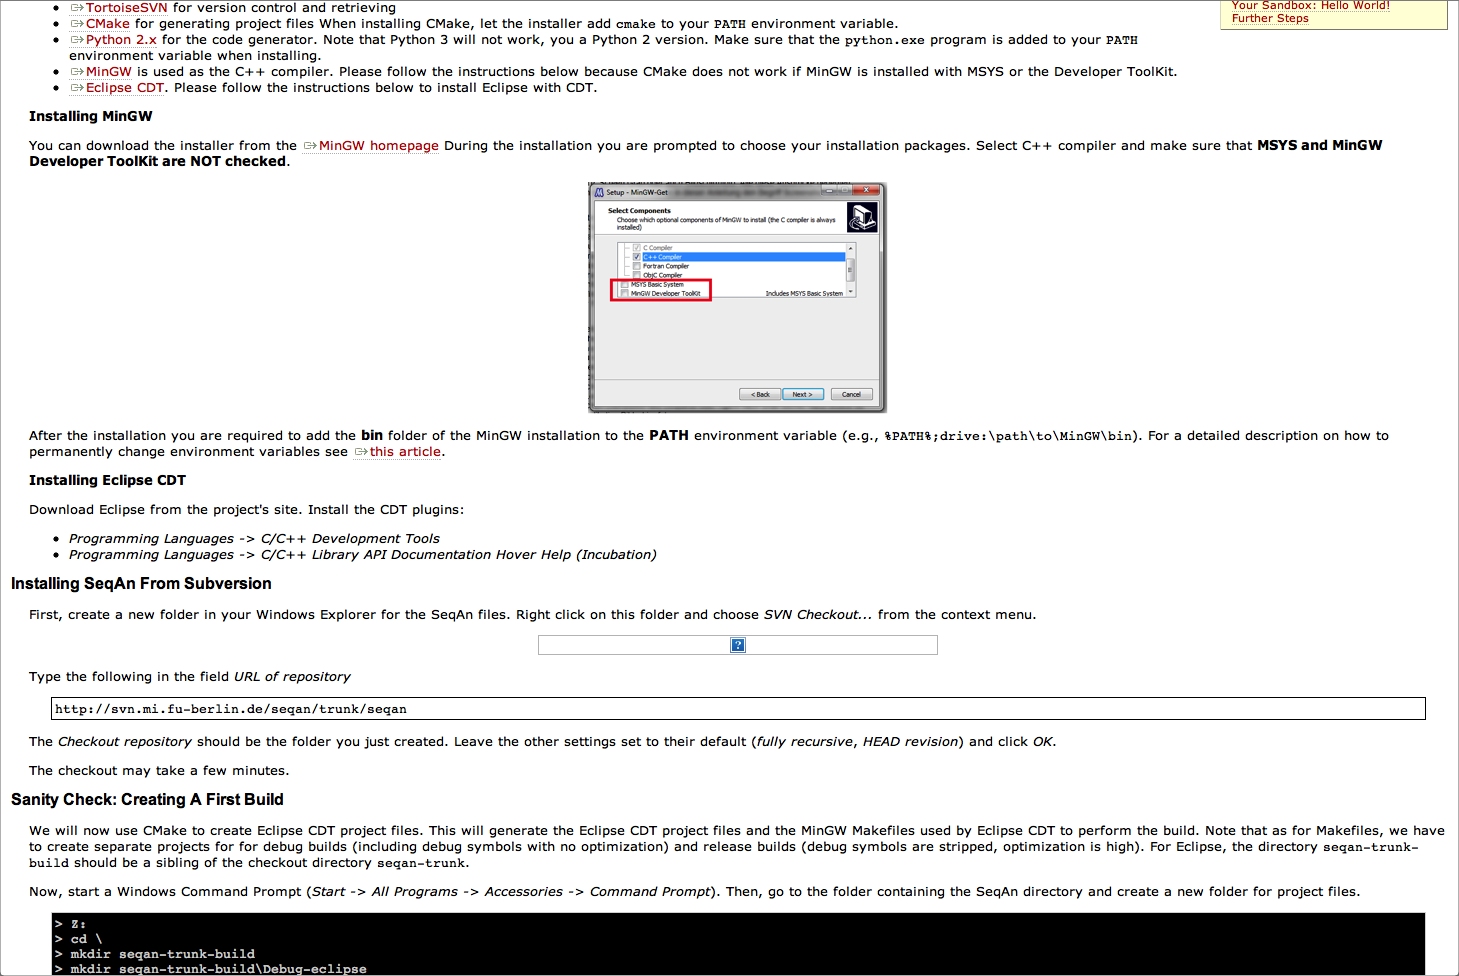 TortoiseSVN for version control and retrieving
CMake for generating project files When installing CMake, let the installer add cmake to your PATH environment variable.
Python 2.x for the code generator. Note that Python 3 will not work, you a Python 2 version. Make sure that the python.exe program is added to your PATH
environment variable when installing.
MinGW is used as the C++ compiler. Please follow the instructions below because CMake does not work if MinGW is installed with MSYS or the Developer ToolKit.
Eclipse CDT. Please follow the instructions below to install Eclipse with CDT.
Your Sandbox: Hello World!
Further Steps
Installing MinGW
You can download the installer from the MinGW homepage During the installation you are prompted to choose your installation packages. Select C++ compiler and make sure that MSYS and MinGW
Developer ToolKit are NOT checked.
Setup - MinGW-Get
Select Components
Choose which optional components of MinGW to install (the C compiler is always
installed)
C Compiler
C++ Compiler
Fortran Compiler
ObjC Compiler
MSYS Basic System
MinGW Developer ToolKit Includes MSYS Basic System
< Back Next > Cancel
After the installation you are required to add the bin folder of the MinGW installation to the PATH environment variable (e.g., %PATH%;drive:\path\to\MinGW\bin). For a detailed description on how to
permanently change environment variables see this article.
Installing Eclipse CDT
Download Eclipse from the project's site. Install the CDT plugins:
Programming Languages -> C/C++ Development Tools
Programming Languages -> C/C++ Library API Documentation Hover Help (Incubation)
Installing SeqAn From Subversion
First, create a new folder in your Windows Explorer for the SeqAn files. Right click on this folder and choose SVN Checkout... from the context menu.
?
Type the following in the field URL of repository
http://svn.mi.fu-berlin.de/seqan/trunk/seqan
The Checkout repository should be the folder you just created. Leave the other settings set to their default (fully recursive, HEAD revision) and click OK.
The checkout may take a few minutes.
Sanity Check: Creating A First Build
We will now use CMake to create Eclipse CDT project files. This will generate the Eclipse CDT project files and the MinGW Makefiles used by Eclipse CDT to perform the build. Note that as for Makefiles, we have
to create separate projects for for debug builds (including debug symbols with no optimization) and release builds (debug symbols are stripped, optimization is high). For Eclipse, the directory seqan-trunk-
build should be a sibling of the checkout directory seqan-trunk.
Now, start a Windows Command Prompt (Start -> All Programs -> Accessories -> Command Prompt). Then, go to the folder containing the SeqAn directory and create a new folder for project files.
> Z:
> cd \
> mkdir seqan-trunk-build
> mkdir seqan-trunk-build\Debug-eclipse